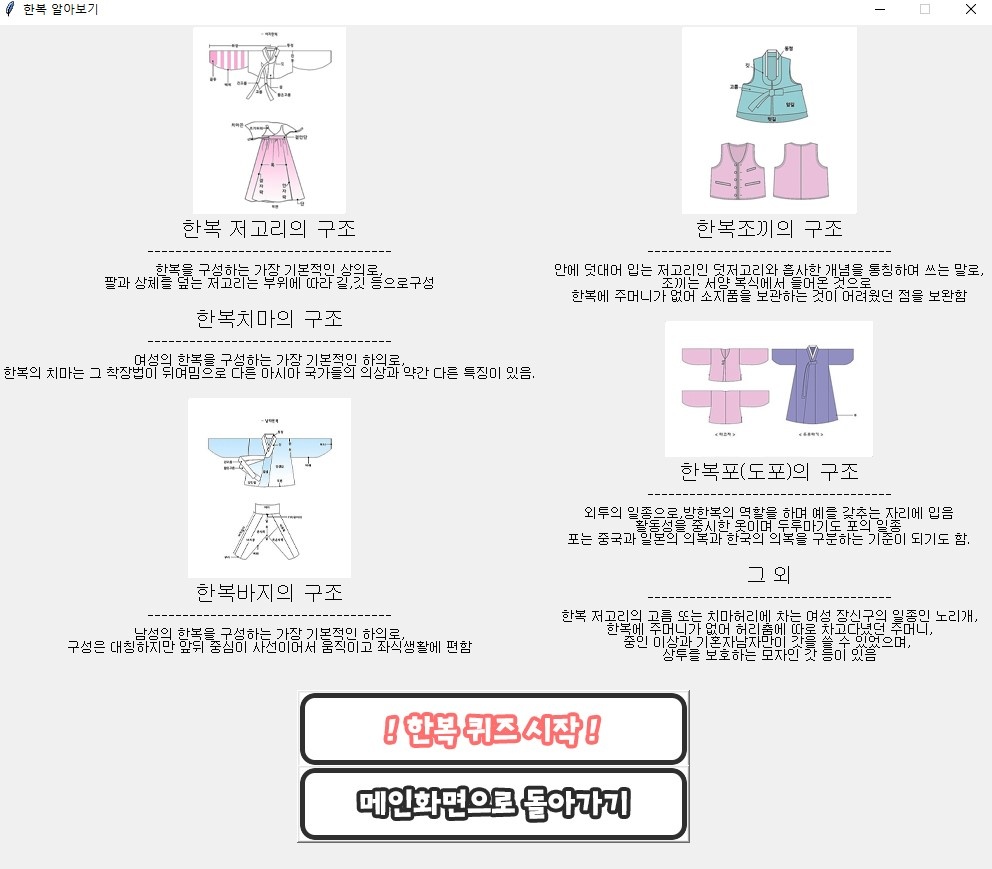 한복 알아보기
한복 저고리의 구조
-----------------------------------
한복을 구성하는 가장 기본적인 상의로,
팔과 상체를 덮는 저고리는 부위에 따라 길,깃 등으로구성
한복치마의 구조
-----------------------------------
여성의 한복을 구성하는 가장 기본적인 하의로,
한복의 치마는 그 착장법이 뒤여밈으로 다른 아시아 국가들의 의상과 약간 다른 특징이 있음.
한복바지의 구조
-----------------------------------
남성의 한복을 구성하는 가장 기본적인 하의로,
구성은 대칭하지만 앞뒤 중심이 사선이어서 움직이고 좌식생활에 편함
동정
깃
고름
앞길
뒷길
한복조끼의 구조
-----------------------------------
안에 덧대어 입는 저고리인 덧저고리와 흡사한 개념을 통칭하여 쓰는 말로,
조끼는 서양 복식에서 들어온 것으로
한복에 주머니가 없어 소지품을 보관하는 것이 어려웠던 점을 보완함
한복포(도포)의 구조
-----------------------------------
외투의 일종으로,방한복의 역할을 하며 예를 갖추는 자리에 입음
활동성을 중시한 옷이며 두루마기도 포의 일종
포는 중국과 일본의 의복과 한국의 의복을 구분하는 기준이 되기도 함.
그 외
-----------------------------------
한복 저고리의 고름 또는 치마허리에 차는 여성 장신구의 일종인 노리개,
한복에 주머니가 없어 허리춤에 따로 차고다녔던 주머니,
중인 이상과 기혼자남자만이 갓을 쓸 수 있었으며,
상투를 보호하는 모자인 갓 등이 있음
! 한복 퀴즈 시작 !
메인화면으로 돌아가기